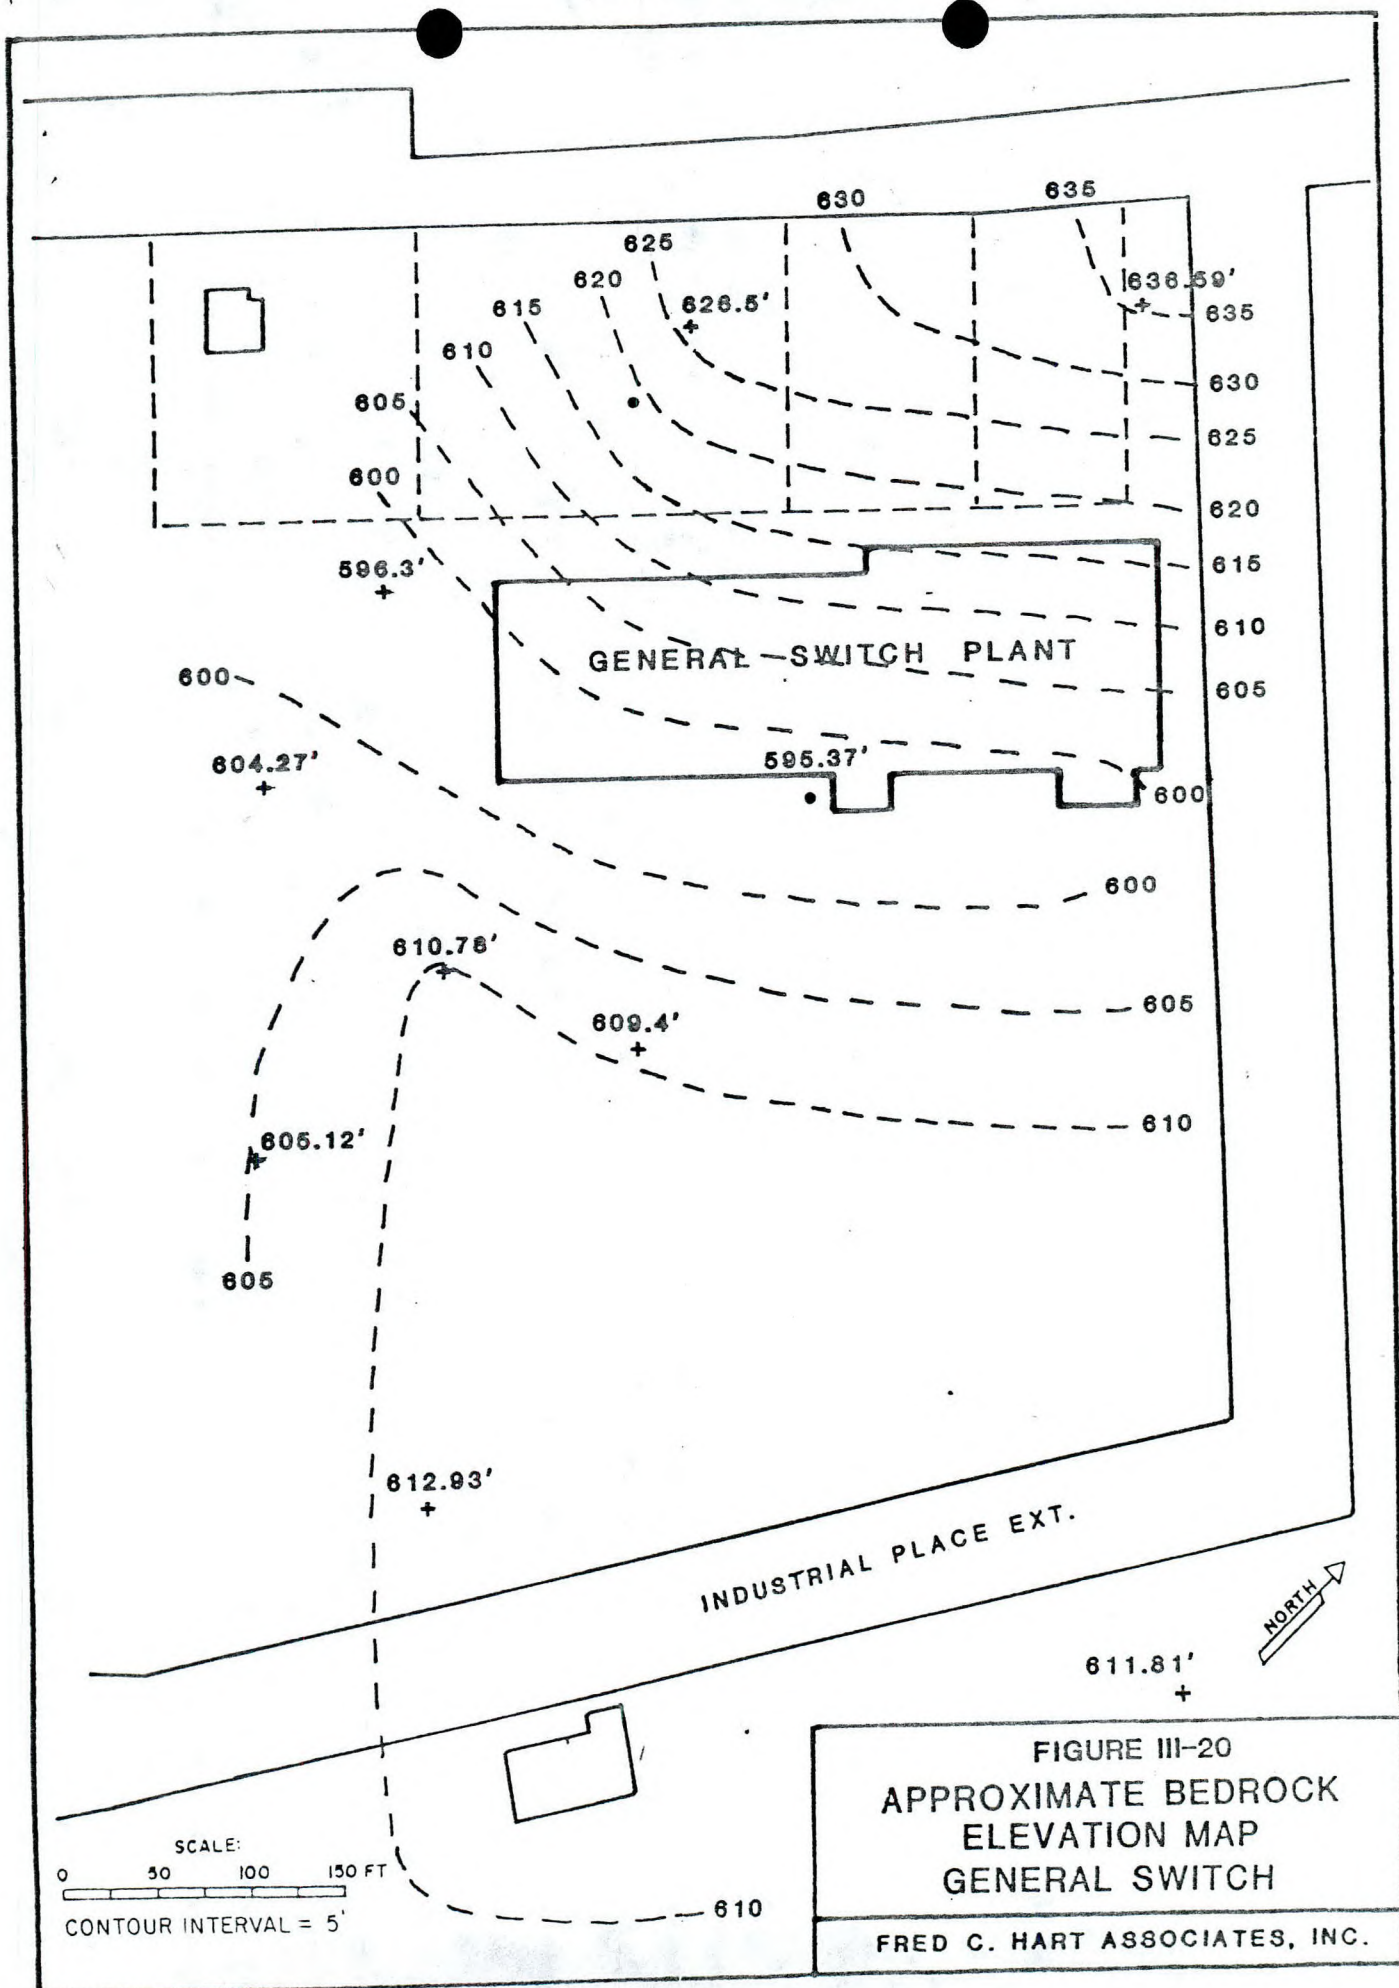 630
635
625
636.59'
620
626.5'
635
615
610
630
605
625
600
620
596.3'
615
610
GENERAL SWITCH PLANT
600
605
604.27'
595.37'
600
600
610.78'
605
609.4'
610
605.12'
605
612.93'
INDUSTRIAL PLACE EXT.
NORTH
611.81'
FIGURE III-20
APPROXIMATE BEDROCK
ELEVATION MAP
GENERAL SWITCH
FRED C. HART ASSOCIATES, INC.
SCALE:
0 50 100 150 FT
CONTOUR INTERVAL = 5'
610